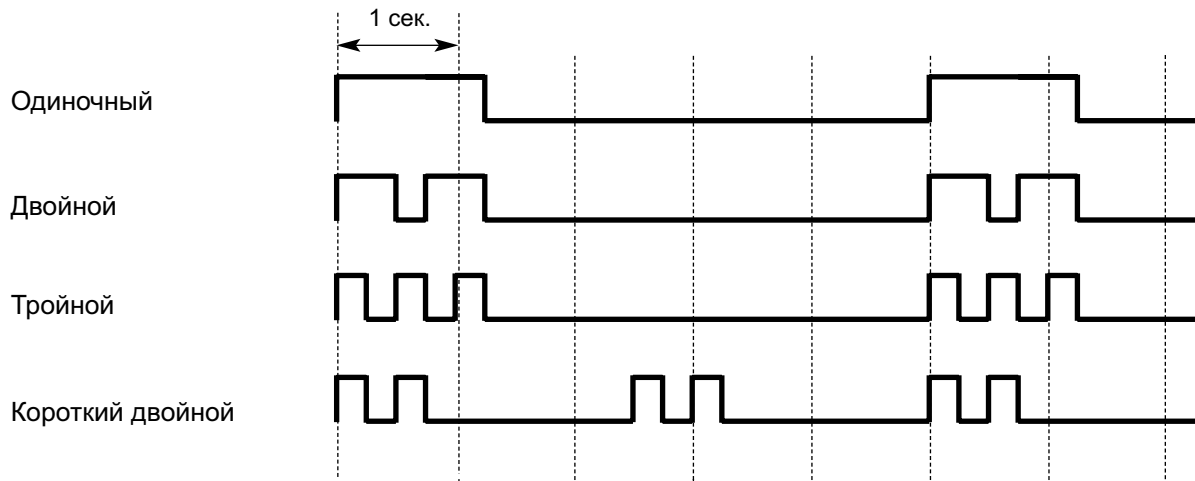 1 сек.
Одиночный
Двойной
Тройной
Короткий двойной